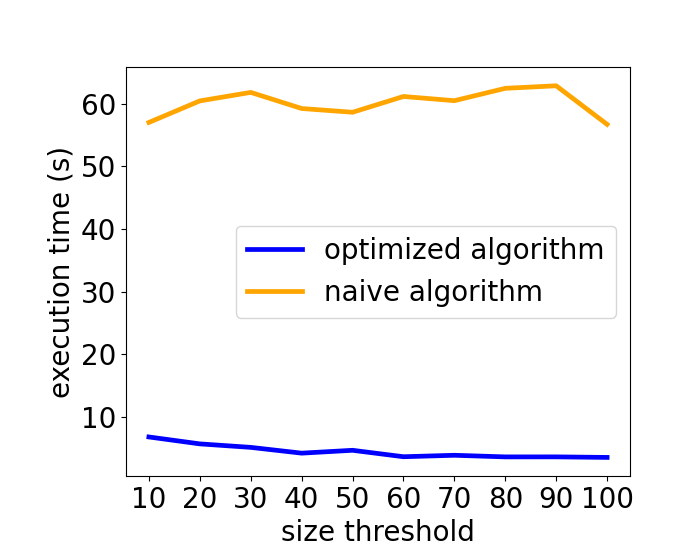 60
50
40
30
20
10
execution time (s)
optimized algorithm
naive algorithm
10 20 30 40 50 60 70 80 90 100
size threshold